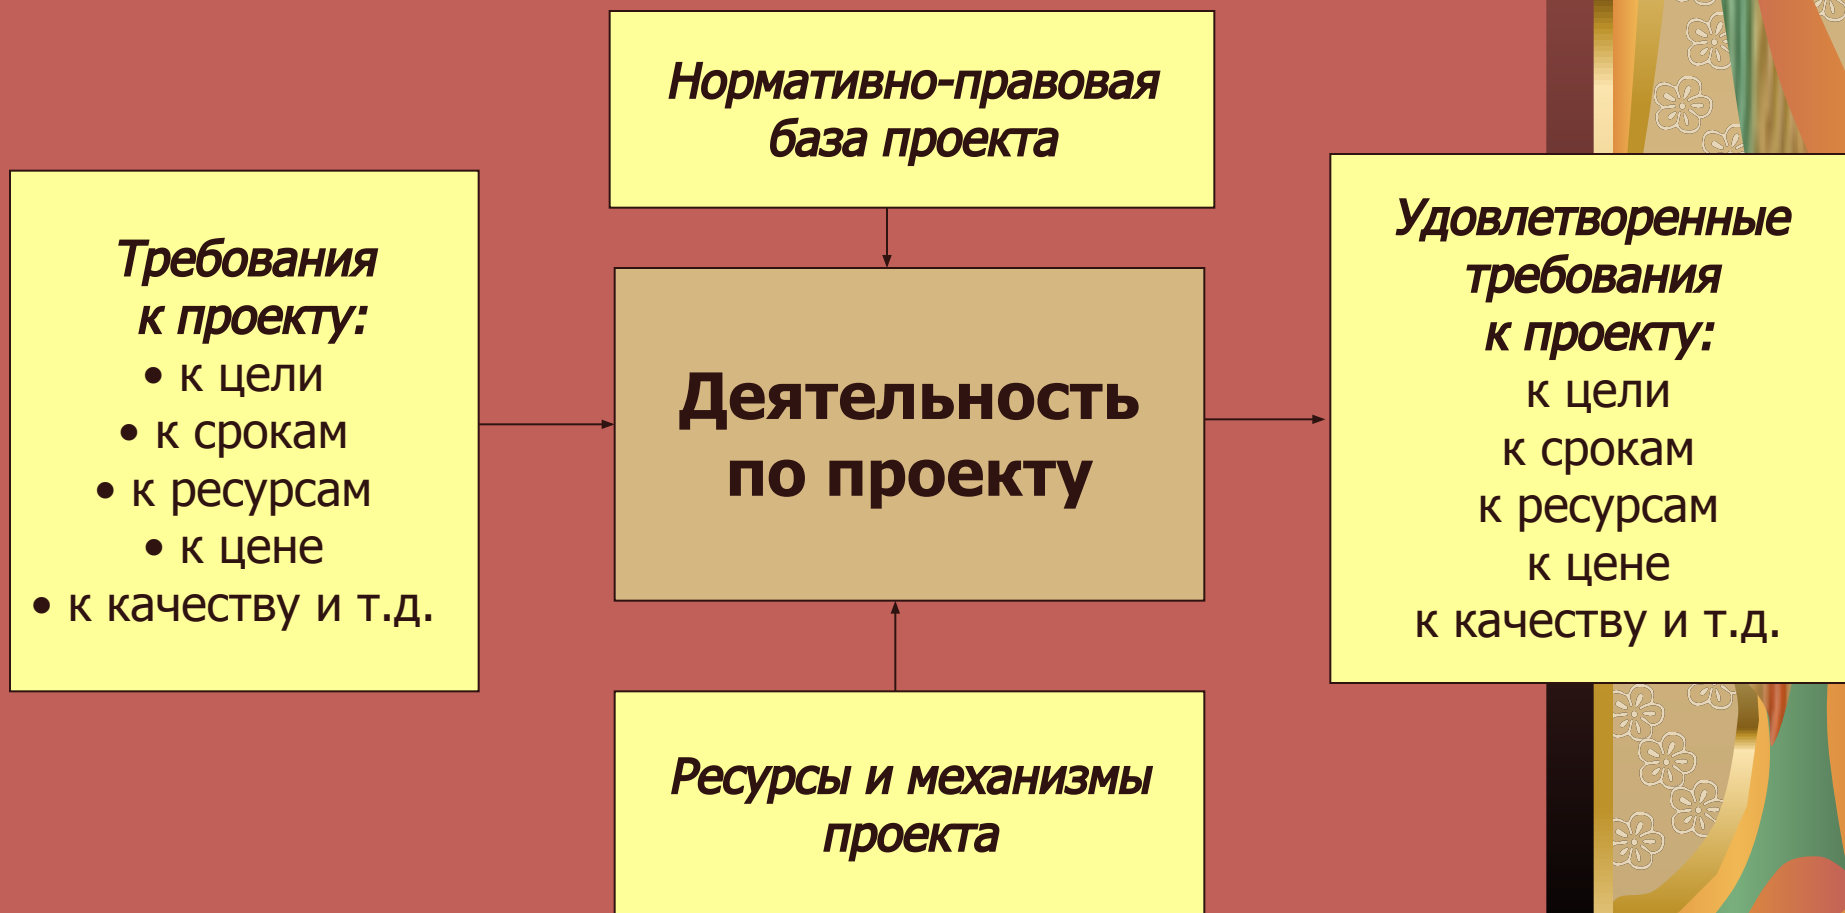 Нормативно-правовая
база проекта
Требования
к проекту:
• к цели
• к срокам
• к ресурсам
• к цене
• к качеству и т.д.
Деятельность
по проекту
Удовлетворенные
требования
к проекту:
к цели
к срокам
к ресурсам
к цене
к качеству и т.д.
Ресурсы и механизмы
проекта